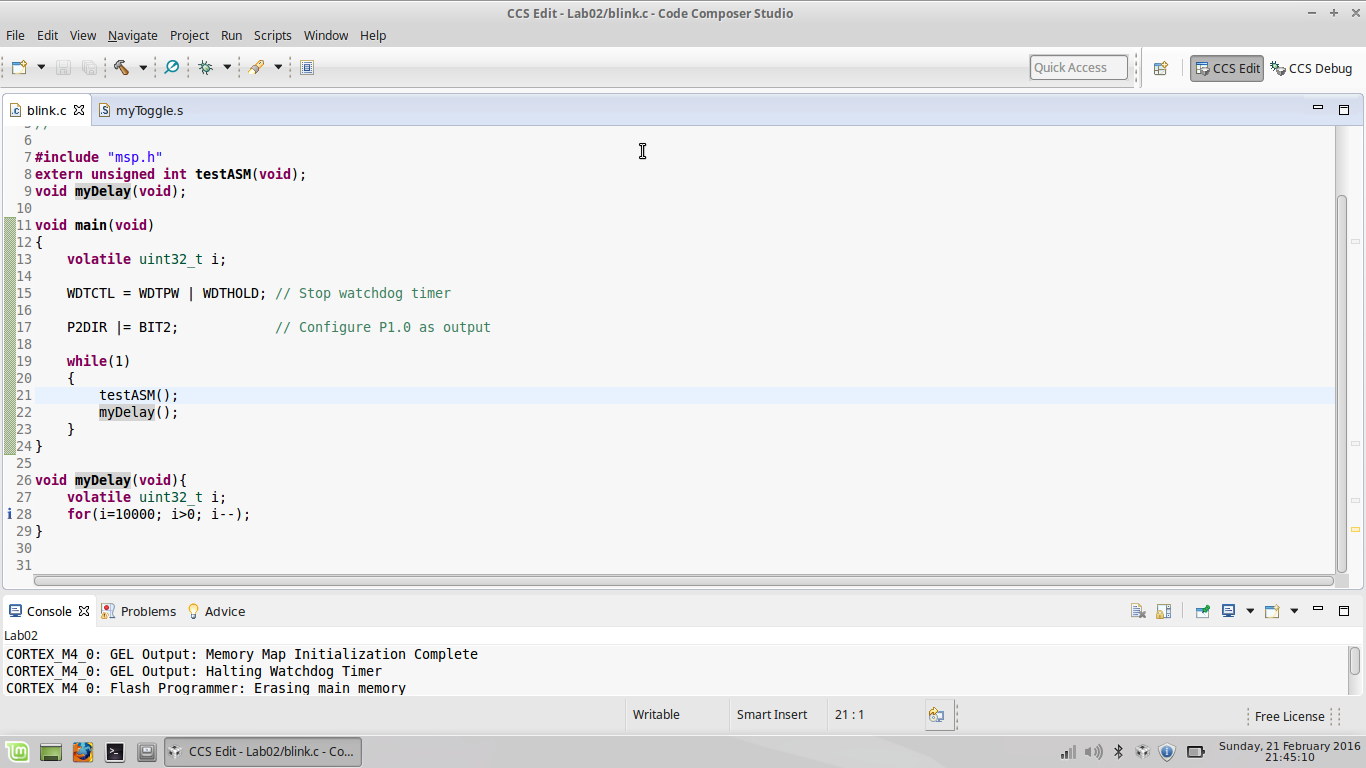 CCS Edit - Lab02/blink.c - Code Composer Studio
File Edit View Navigate Project Run Scripts Window Help
Quick Access CCS Edit CCS Debug
blink.c myToggle.s
6
7 #include "msp.h"
8 extern unsigned int testASM(void);
9 void myDelay(void);
10
11 void main(void)
12 {
13 volatile uint32_t i;
14
15 WDTCTL = WDTPW | WDTHOLD; // Stop watchdog timer
16
17 P2DIR |= BIT2; // Configure P1.0 as output
18
19 while(1)
20 {
21 testASM();
22 myDelay();
23 }
24 }
25
26 void myDelay(void){
27 volatile uint32_t i;
28 for(i=10000; i>0; i--);
29 }
30
31
Console Problems Advice
Lab02
CORTEX_M4_0: GEL Output: Memory Map Initialization Complete
CORTEX_M4_0: GEL Output: Halting Watchdog Timer
CORTEX_M4_0: Flash Programmer: Erasing main memory
Writable Smart Insert 21 : 1 Free License
CCS Edit - Lab02/blink.c - Co... Sunday, 21 February 2016
21:45:10